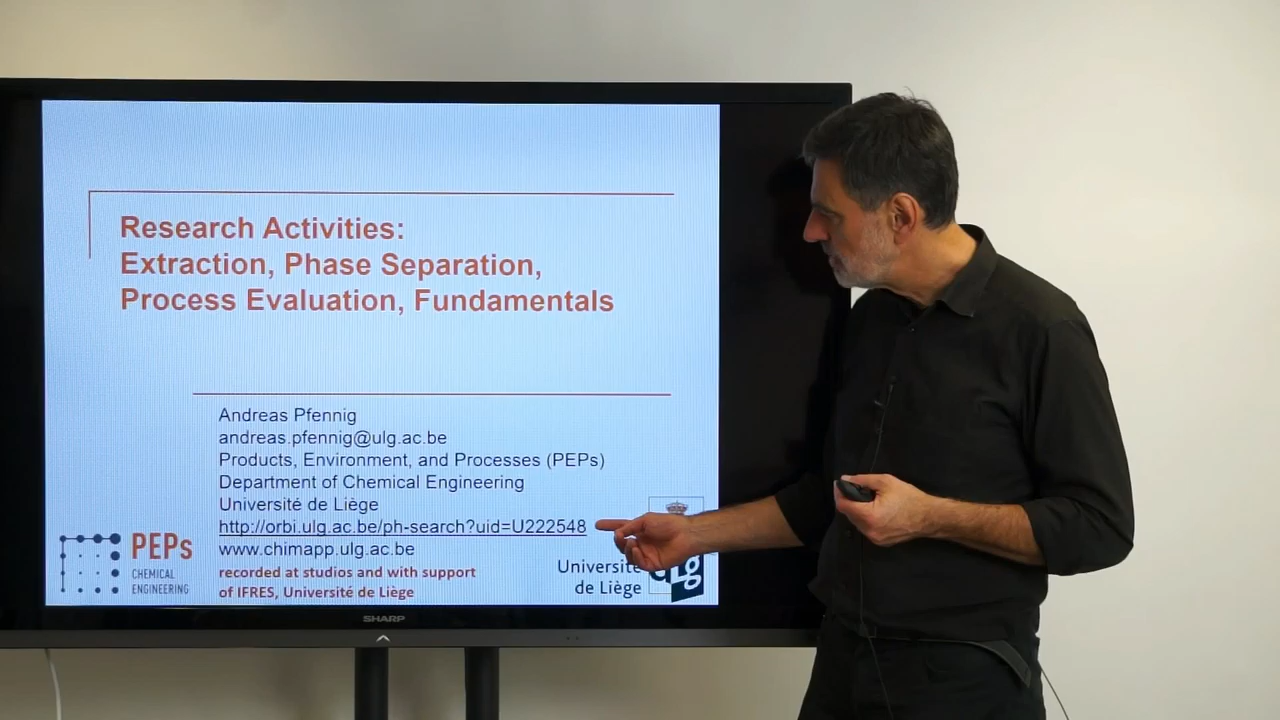 Research Activities:
Extraction, Phase Separation,
Process Evaluation, Fundamentals
Andreas Pfennig
andreas.pfennig@ulg.ac.be
Products, Environment, and Processes (PEPs)
Department of Chemical Engineering
Université de Liège
http://orbi.ulg.ac.be/ph-search?uid=U222548
www.chimapp.ulg.ac.be
recorded at studios and with support
of IFRES, Université de Liège
PEPs
CHEMICAL
ENGINEERING
Université
de Liège
SHARP